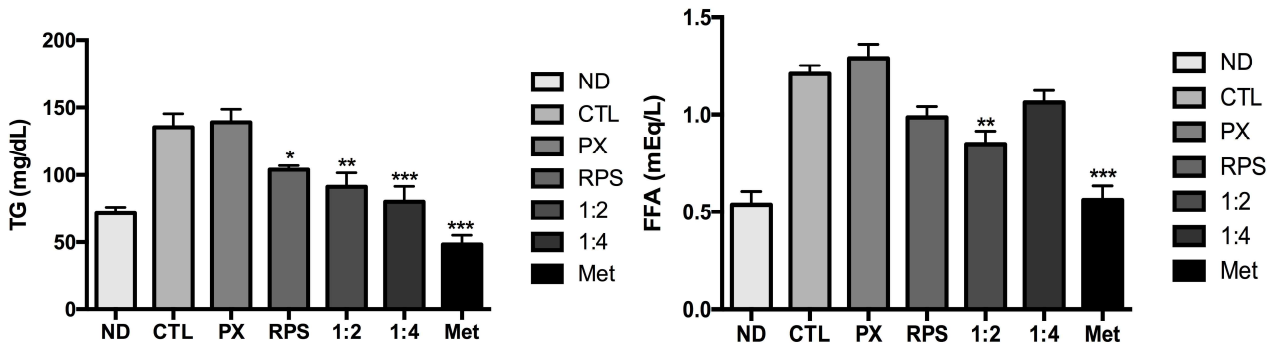 TG (mg/dL)
200
150
100
50
0
*
**
***
***
ND CTL PX RPS 1:2 1:4 Met
ND
CTL
PX
RPS
1:2
1:4
Met
FFA (mEq/L)
1.5
1.0
0.5
0.0
**
***
ND CTL PX RPS 1:2 1:4 Met
ND
CTL
PX
RPS
1:2
1:4
Met